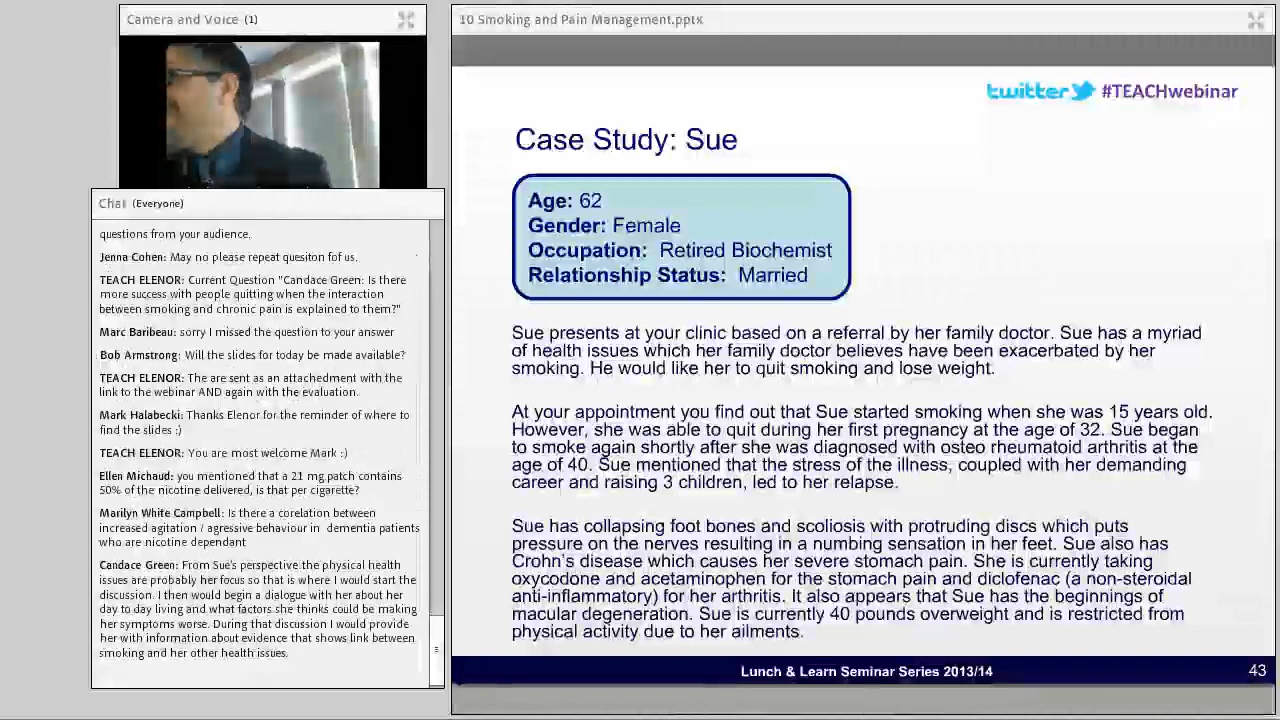 Camera and Voice (1)
10 Smoking and Pain Management.pptx
twitter #TEACHwebinar
Case Study: Sue
Age: 62
Gender: Female
Occupation: Retired Biochemist
Relationship Status: Married
Sue presents at your clinic based on a referral by her family doctor. Sue has a myriad
of health issues which her family doctor believes have been exacerbated by her
smoking. He would like her to quit smoking and lose weight.
At your appointment you find out that Sue started smoking when she was 15 years old.
However, she was able to quit during her first pregnancy at the age of 32. Sue began
to smoke again shortly after she was diagnosed with osteo rheumatoid arthritis at the
age of 40. Sue mentioned that the stress of the illness, coupled with her demanding
career and raising 3 children, led to her relapse.
Sue has collapsing foot bones and scoliosis with protruding discs which puts
pressure on the nerves resulting in a numbing sensation in her feet. Sue also has
Crohn's disease which causes her severe stomach pain. She is currently taking
oxycodone and acetaminophen for the stomach pain and diclofenac (a non-steroidal
anti-inflammatory) for her arthritis. It also appears that Sue has the beginnings of
macular degeneration. Sue is currently 40 pounds overweight and is restricted from
physical activity due to her ailments.
Lunch & Learn Seminar Series 2013/14
43
Chat (Everyone)
questions from your audience.
Jenna Cohen: May no please repeat quesiton fof us.
TEACH ELENOR: Current Question "Candace Green: Is there
more success with people quitting when the interaction
between smoking and chronic pain is explained to them?"
Marc Baribeau: sorry I missed the question to your answer
Bob Armstrong: Will the slides for today be made available?
TEACH ELENOR: The are sent as an attachedment with the
link to the webinar AND again with the evaluation.
Mark Halabecki: Thanks Elenor for the reminder of where to
find the slides :)
TEACH ELENOR: You are most welcome Mark :)
Ellen Michaud: you mentioned that a 21 mg patch contains
50% of the nicotine delivered, is that per cigarette?
Marilyn White Campbell: Is there a corelation between
increased agitation / agressive behaviour in dementia patients
who are nicotine dependant
Candace Green: From Sue's perspective the physical health
issues are probably her focus so that is where I would start the
discussion. I then would begin a dialogue with her about her
day to day living and what factors she thinks could be making
her symptoms worse. During that discussion I would provide
her with information about evidence that shows link between
smoking and her other health issues.